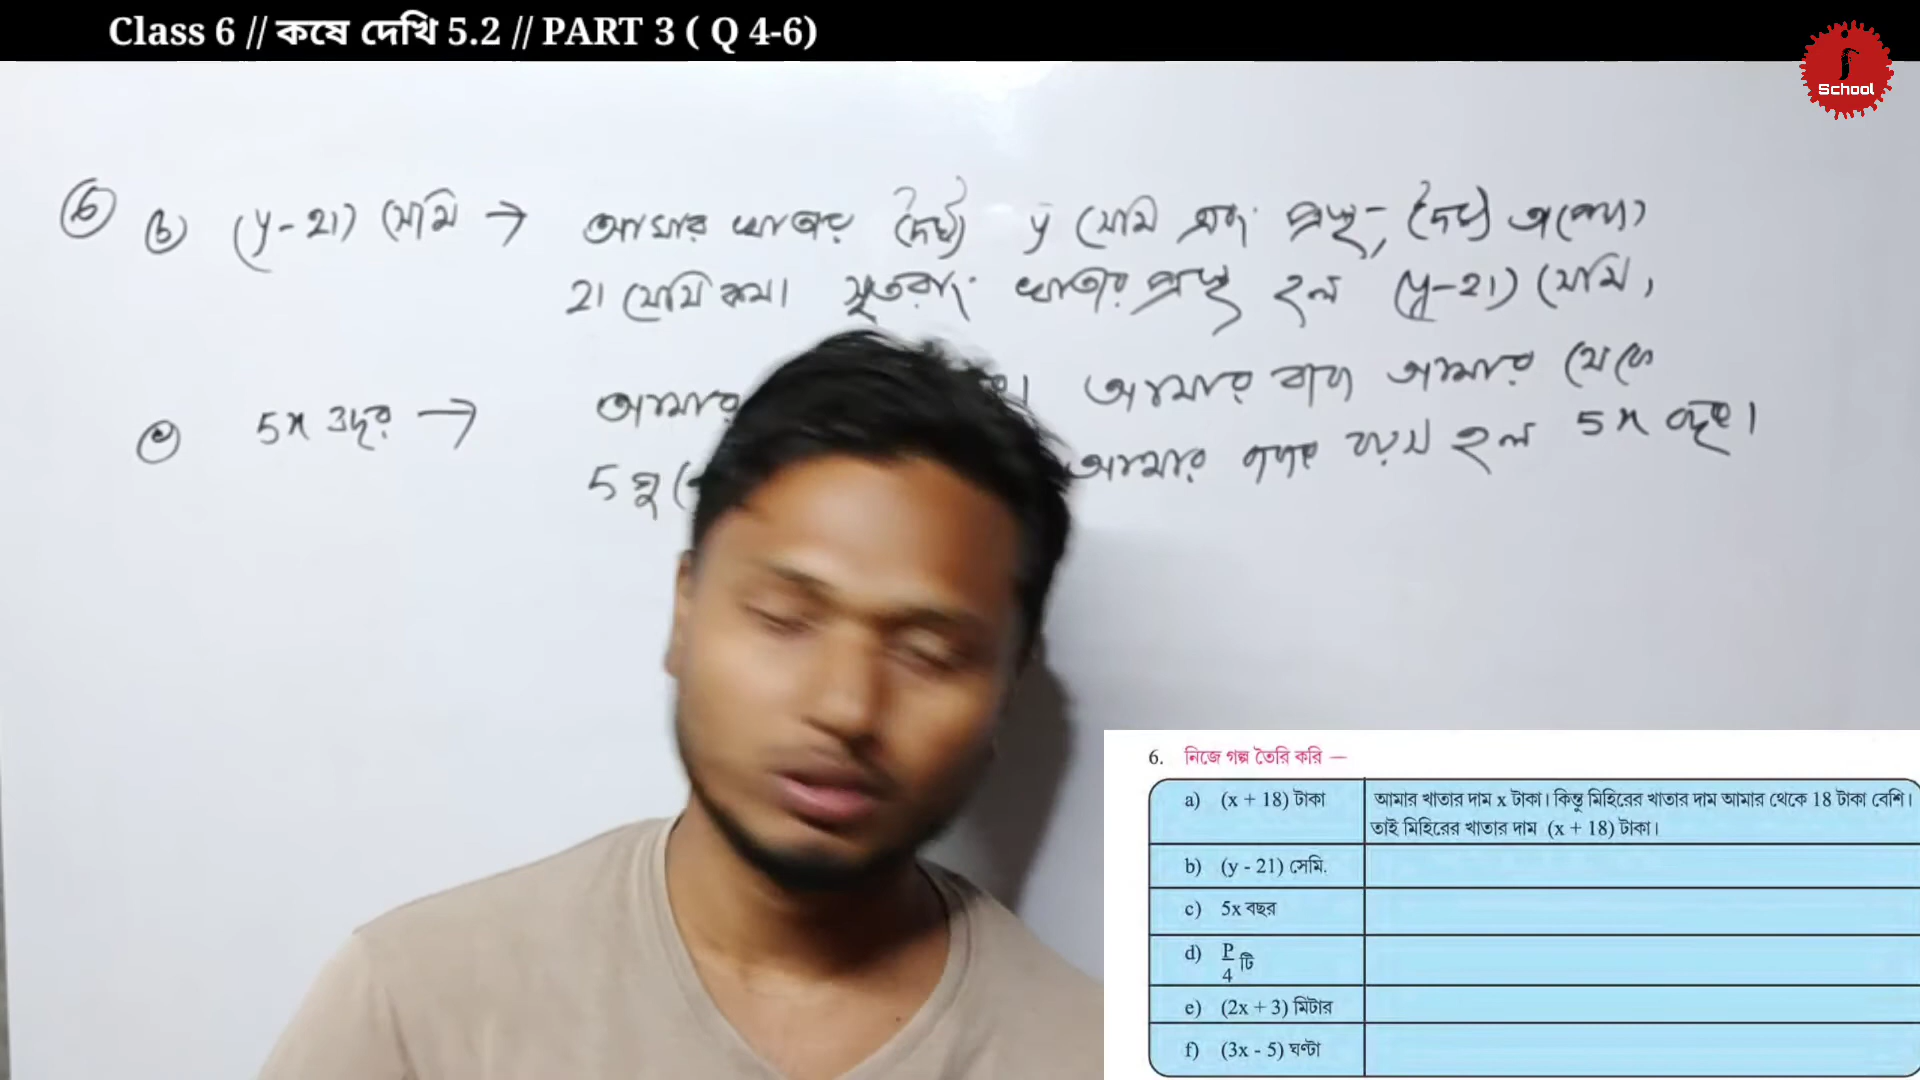 Class 6 // কষে দেখি 5.2 // PART 3 ( Q 4-6)
School
6 b (y-21) সেমি → আমার খাতার দৈর্ঘ্য y সেমি এবং প্রস্থ, দৈর্ঘ্য অপেক্ষা
21 সেমি কম। সুতরাং খাতার প্রস্থ হল (y-21) সেমি,
c 5x বছর → আমার । আমার বাবা আমার থেকে
5 আমার বাবার বয়স হল 5x বছর।
6. নিজে গল্প তৈরি করি —
a) (x + 18) টাকা আমার খাতার দাম x টাকা। কিন্তু মিহিরের খাতার দাম আমার থেকে 18 টাকা বেশি।
তাই মিহিরের খাতার দাম (x + 18) টাকা।
b) (y - 21) সেমি.
c) 5x বছর
d) P/4 টি
e) (2x + 3) মিটার
f) (3x - 5) ঘণ্টা